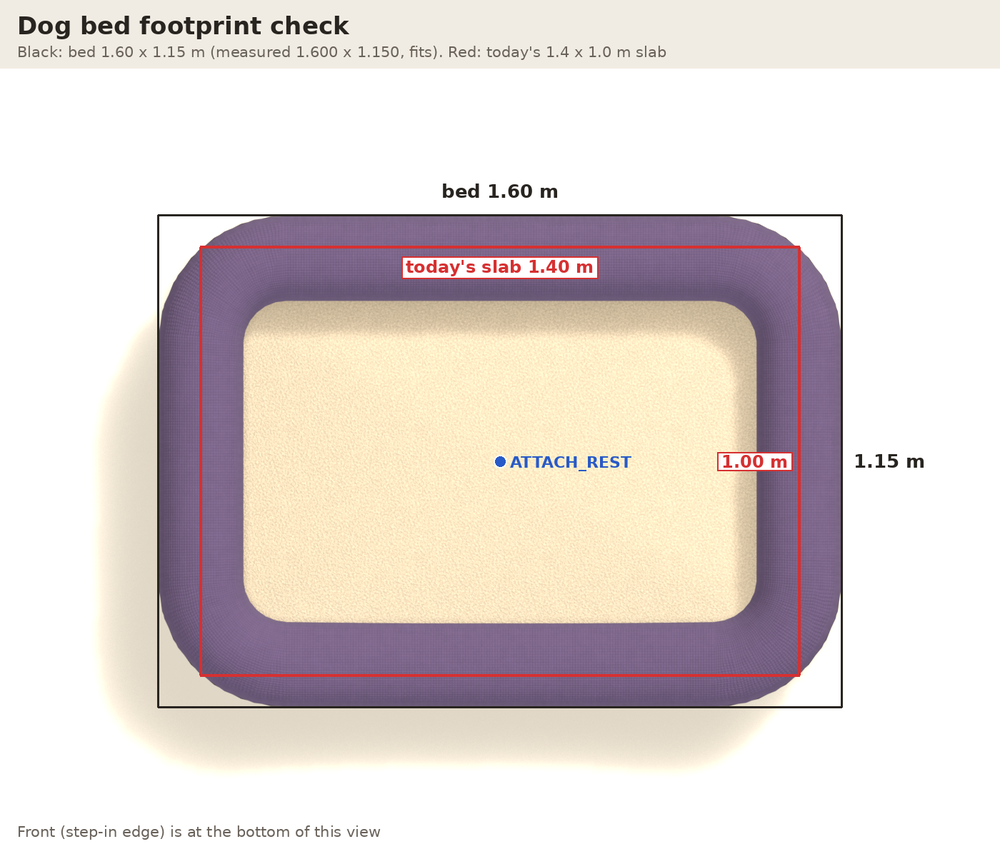 Dog bed footprint check
Black: bed 1.60 x 1.15 m (measured 1.600 x 1.150, fits). Red: today's 1.4 x 1.0 m slab
bed 1.60 m
today's slab 1.40 m
ATTACH_REST
1.00 m
1.15 m
Front (step-in edge) is at the bottom of this view